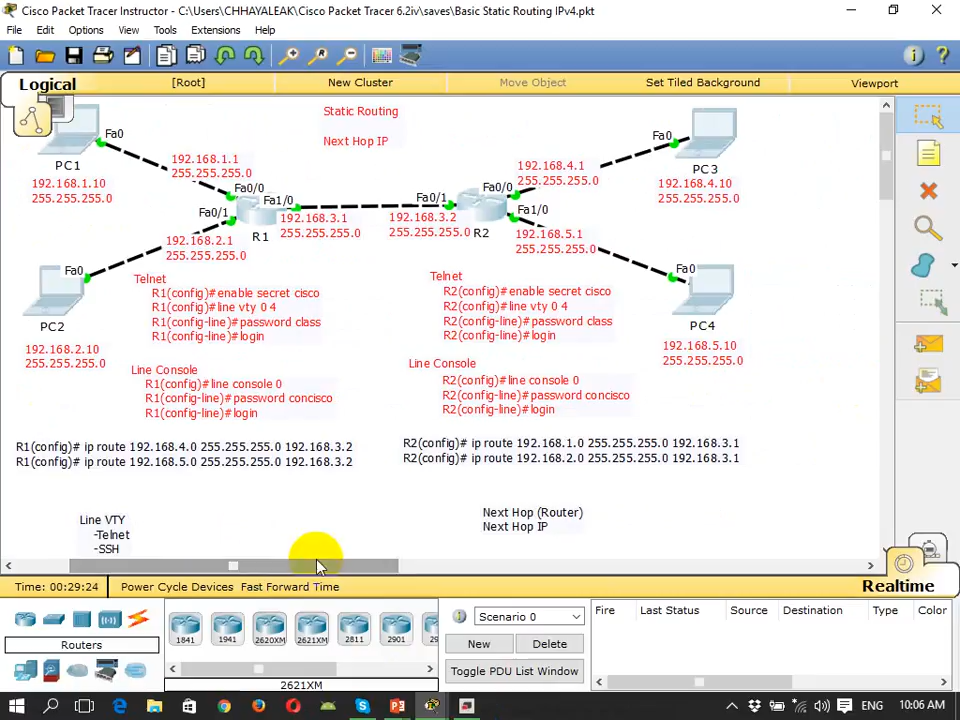 Cisco Packet Tracer Instructor - C:\Users\CHHAYALEAK\Cisco Packet Tracer 6.2iv\saves\Basic Static Routing IPv4.pkt
File Edit Options View Tools Extensions Help
Logical [Root] New Cluster Move Object Set Tiled Background Viewport
Static Routing
Next Hop IP
Fa0
PC1
192.168.1.10
255.255.255.0
192.168.1.1
255.255.255.0
Fa0/0
Fa1/0
Fa0/1
R1
192.168.3.1
255.255.255.0
192.168.2.1
255.255.255.0
Fa0
PC2
192.168.2.10
255.255.255.0
Fa0/1
192.168.3.2
255.255.255.0
R2
Fa0/0
192.168.4.1
255.255.255.0
Fa0
PC3
192.168.4.10
255.255.255.0
Fa1/0
192.168.5.1
255.255.255.0
Fa0
PC4
192.168.5.10
255.255.255.0
Telnet
R1(config)# enable secret cisco
R1(config)# line vty 0 4
R1(config-line)# password class
R1(config-line)# login
Line Console
R1(config)# line console 0
R1(config-line)# password concisco
R1(config-line)# login
Telnet
R2(config)# enable secret cisco
R2(config)# line vty 0 4
R2(config-line)# password class
R2(config-line)# login
Line Console
R2(config)# line console 0
R2(config-line)# password concisco
R2(config-line)# login
R1(config)# ip route 192.168.4.0 255.255.255.0 192.168.3.2
R1(config)# ip route 192.168.5.0 255.255.255.0 192.168.3.2
R2(config)# ip route 192.168.1.0 255.255.255.0 192.168.3.1
R2(config)# ip route 192.168.2.0 255.255.255.0 192.168.3.1
Line VTY
-Telnet
-SSH
Next Hop (Router)
Next Hop IP
Time: 00:29:24 Power Cycle Devices Fast Forward Time Realtime
Routers
1841 1941 2620XM 2621XM 2811 2901
2621XM
Scenario 0
New Delete
Toggle PDU List Window
Fire Last Status Source Destination Type Color
ENG 10:06 AM